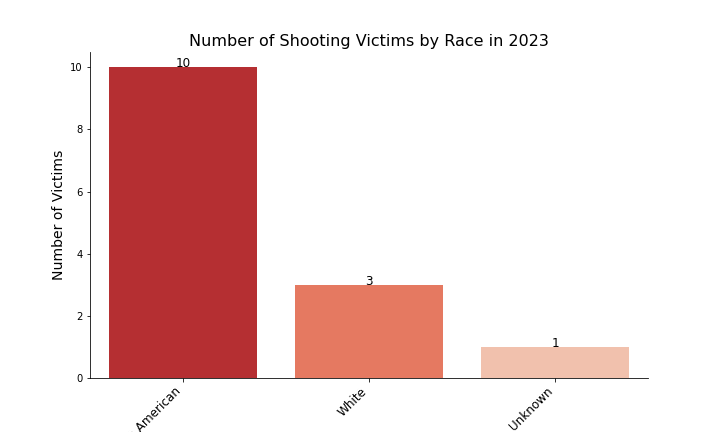 Number of Shooting Victims by Race in 2023
Number of Victims
10
8
6
4
2
0
10
3
1
American
White
Unknown